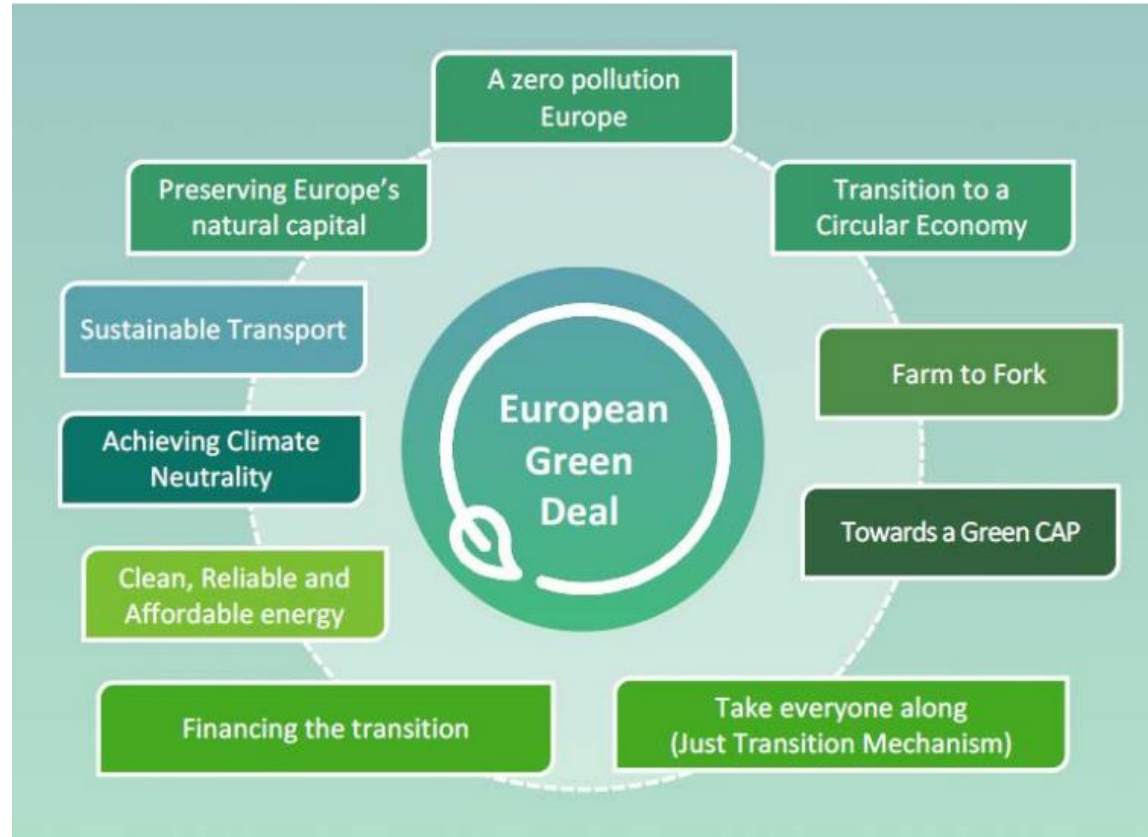 A zero pollution
Europe
Preserving Europe's
natural capital
Transition to a
Circular Economy
Sustainable Transport
Farm to Fork
European
Green
Deal
Achieving Climate
Neutrality
Towards a Green CAP
Clean, Reliable and
Affordable energy
Financing the transition
Take everyone along
(Just Transition Mechanism)